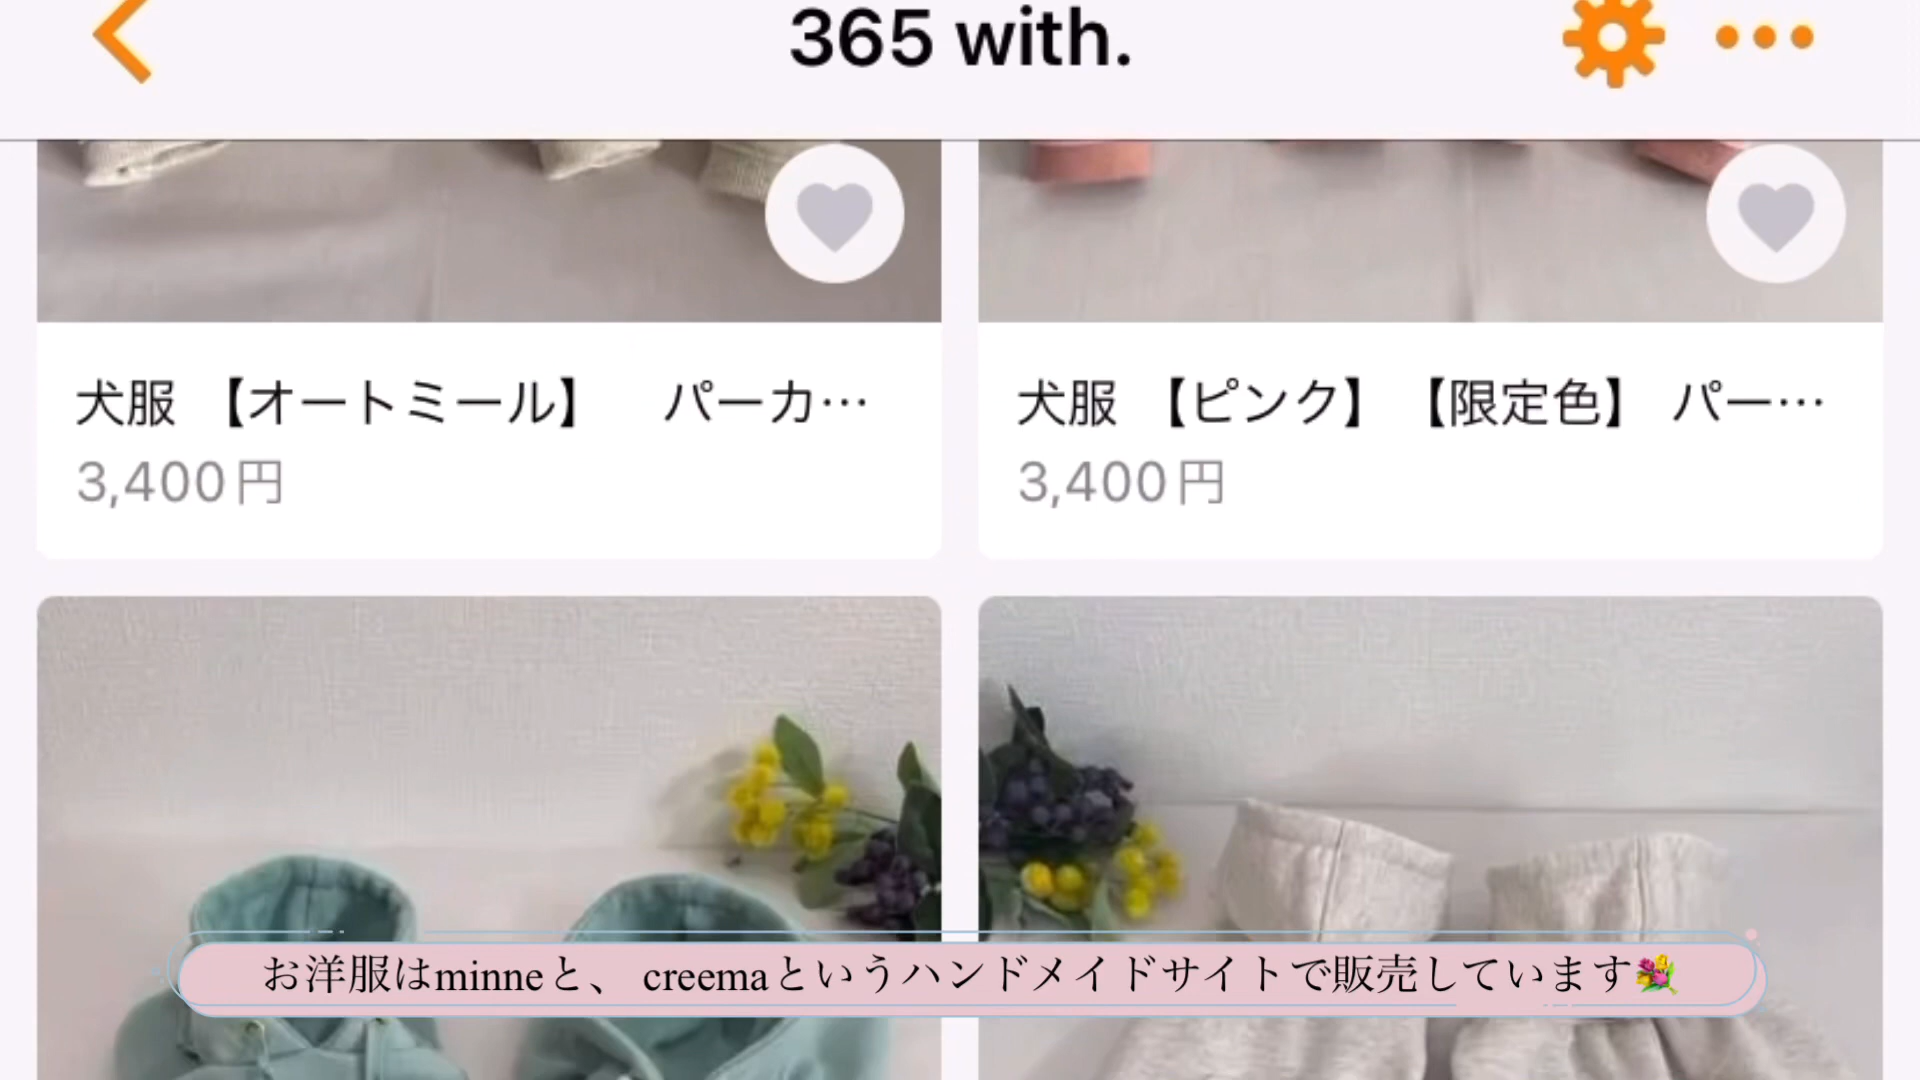 365 with.
犬服 【オートミール】　パーカ…
犬服 【ピンク】【限定色】 パー…
3,400円
3,400円
お洋服はminneと、 creemaというハンドメイドサイトで販売しています💐